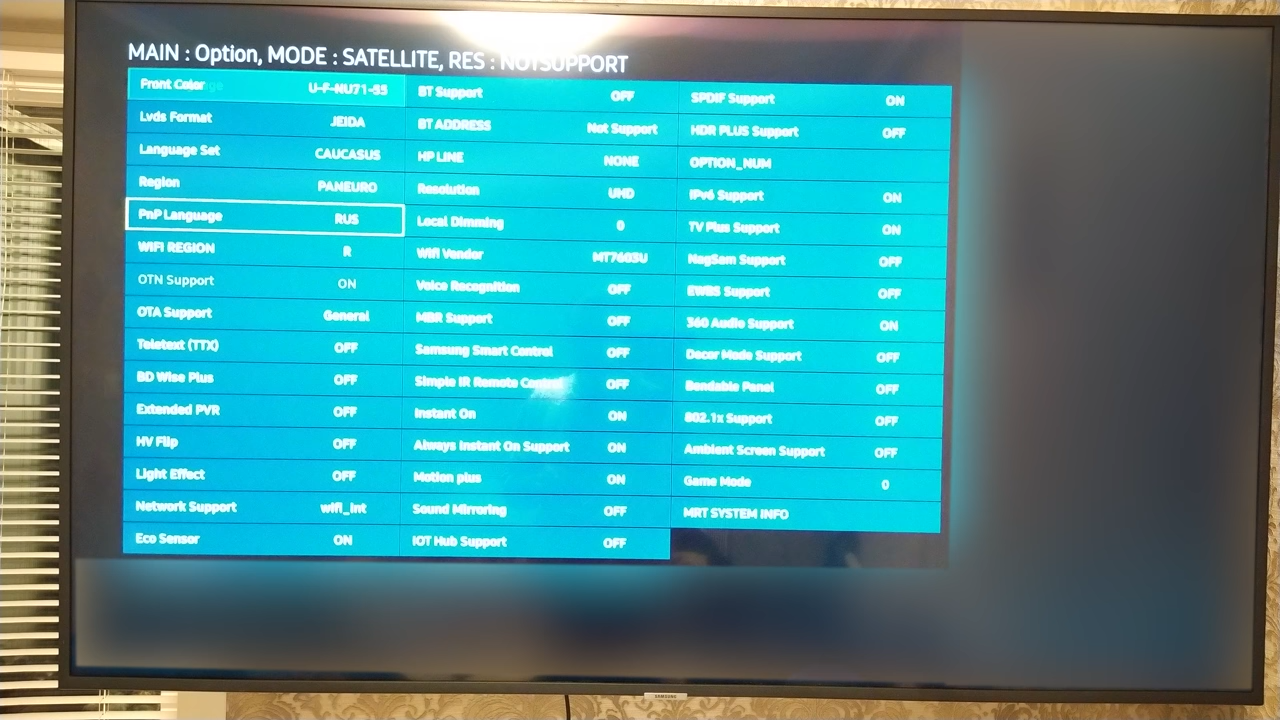 MAIN : Option, MODE : SATELLITE, RES : NOTSUPPORT
Front Color U-F-NU71-55
Lvds Format JEIDA
Language Set CAUCASUS
Region PANEURO
PnP Language RUS
WIFI REGION R
OTN Support ON
OTA Support General
Teletext (TTX) OFF
BD Wise Plus OFF
Extended PVR OFF
HV Flip OFF
Light Effect OFF
Network Support wifi_int
Eco Sensor ON
BT Support OFF
BT ADDRESS Not Support
HP LINE NONE
Resolution UHD
Local Dimming 0
Wifi Vendor MT7603U
Voice Recognition OFF
MBR Support OFF
Samsung Smart Control OFF
Simple IR Remote Control OFF
Instant On ON
Always Instant On Support ON
Motion plus ON
Sound Mirroring OFF
IOT Hub Support OFF
SPDIF Support ON
HDR PLUS Support OFF
OPTION_NUM
IPv6 Support ON
TV Plus Support ON
NagSam Support OFF
EWBS Support OFF
360 Audio Support ON
Decor Mode Support OFF
Bendable Panel OFF
802.1x Support OFF
Ambient Screen Support OFF
Game Mode 0
MRT SYSTEM INFO
SAMSUNG